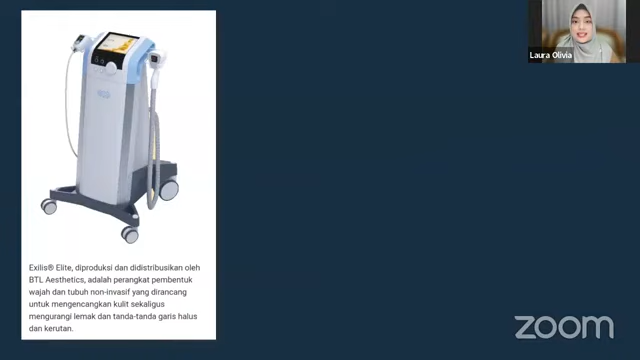 Laura Olivia
Exilis® Elite, diproduksi dan didistribusikan oleh
BTL Aesthetics, adalah perangkat pembentuk
wajah dan tubuh non-invasif yang dirancang
untuk mengencangkan kulit sekaligus
mengurangi lemak dan tanda-tanda garis halus
dan kerutan.
zoom